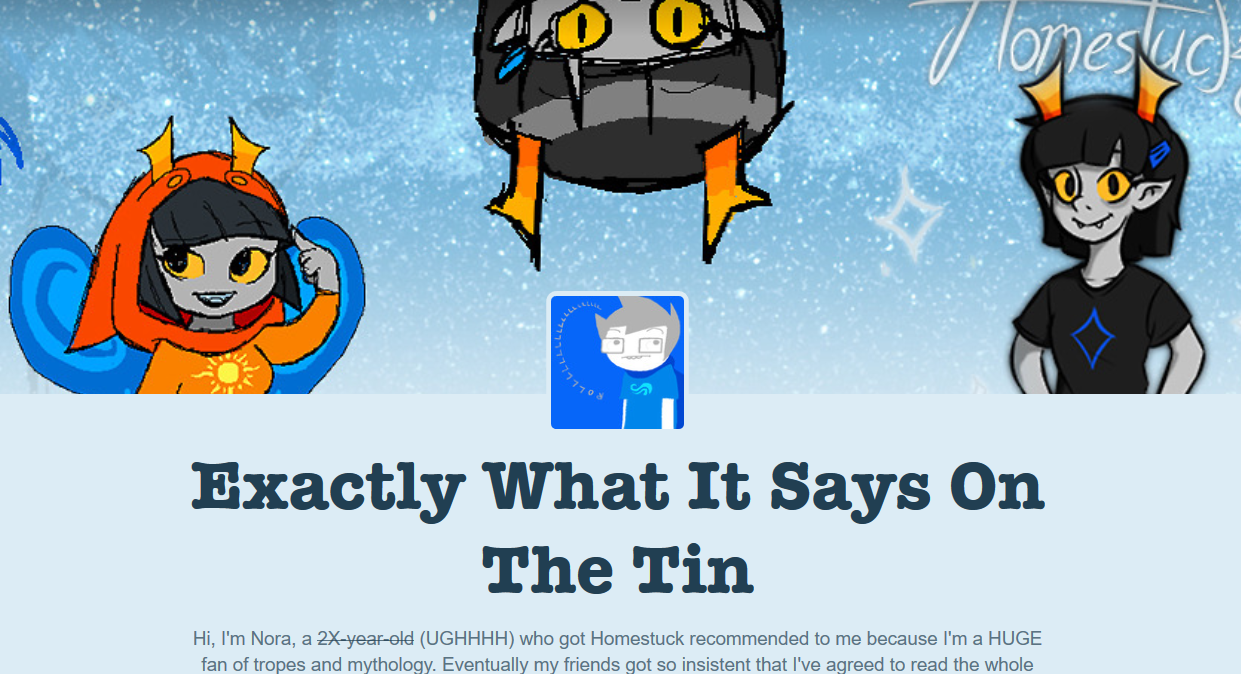 Homestuck
Exactly What It Says On
The Tin
Hi, I'm Nora, a 2X-year-old (UGHHHH) who got Homestuck recommended to me because I'm a HUGE
fan of tropes and mythology. Eventually my friends got so insistent that I've agreed to read the whole